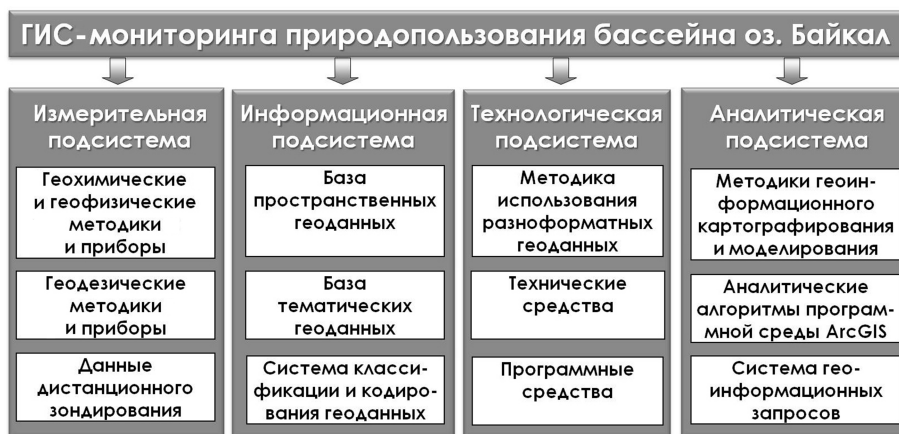 ГИС-мониторинга природопользования бассейна оз. Байкал
Измерительная
подсистема
Геохимические
и геофизические
методики
и приборы
Геодезические
методики
и приборы
Данные
дистанционного
зондирования
Информационная
подсистема
База
пространственных
геоданных
База
тематических
геоданных
Система класси-
фикации и кодиро-
вания геоданных
Технологическая
подсистема
Методика
использования
разноформатных
геоданных
Технические
средства
Программные
средства
Аналитическая
подсистема
Методики геоин-
формационного
картографирования
и моделирования
Аналитические
алгоритмы програм-
мной среды ArcGIS
Система гео-
информационных
запросов